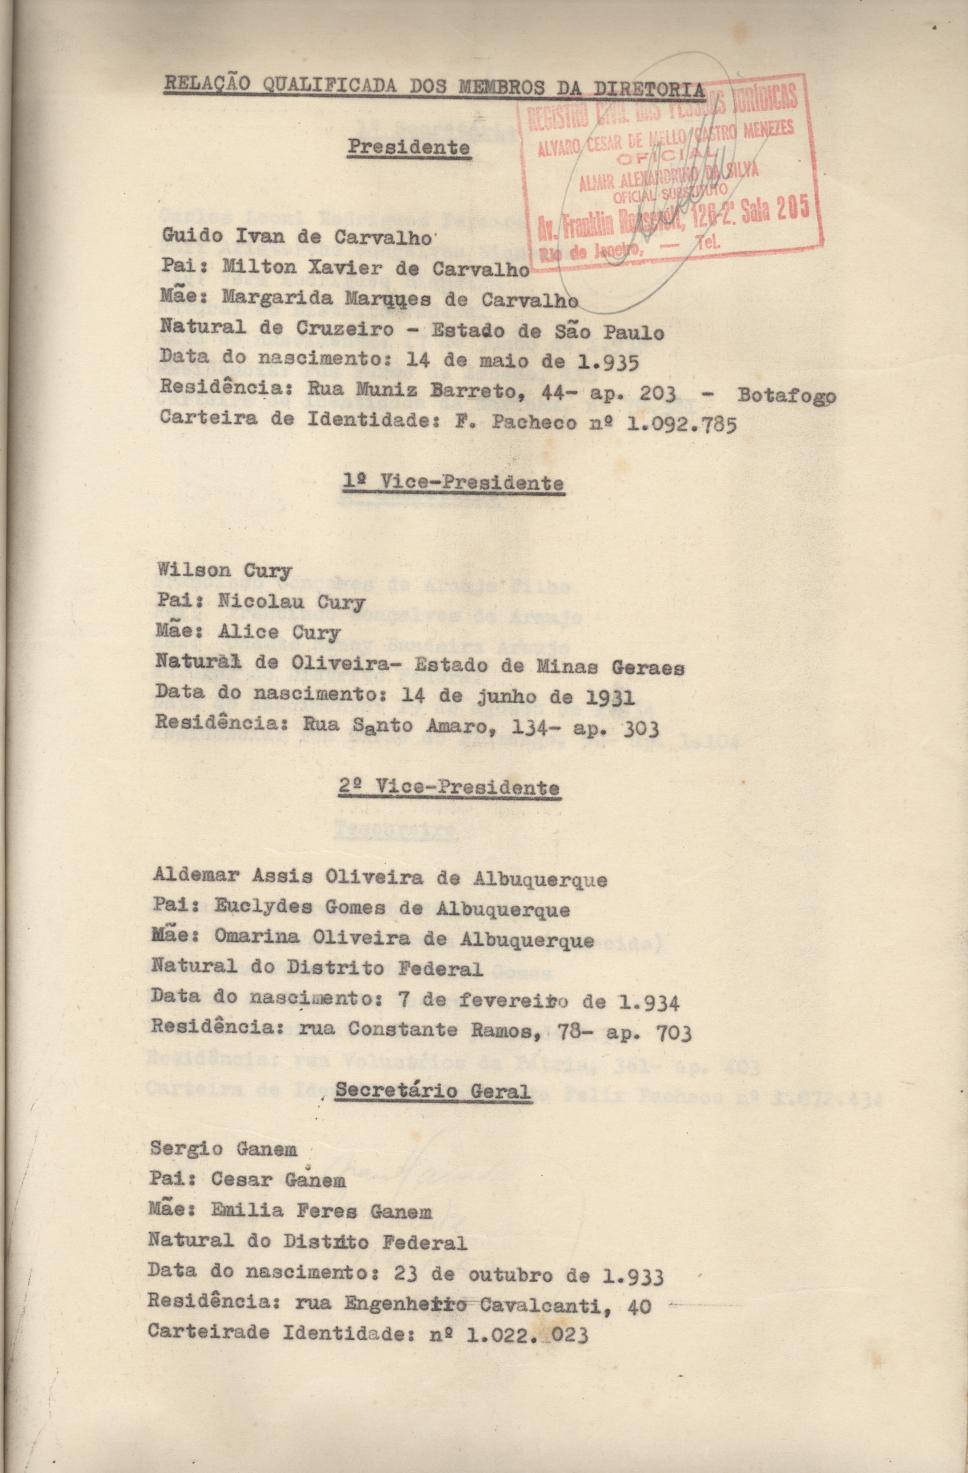 RELAÇÃO QUALIFICADA DOS MEMBROS DA DIRETORIA
REGISTRO CIVIL DAS PESSOAS JURÍDICAS
ALVARO CESAR DE MELLO CASTRO MENEZES
OFICIAL
ALMIR ALEXANDRINO DA SILVA
OFICIAL SUBSTITUTO
Av. Franklin Roosevelt, 126-2º Sala 205
Rio de Janeiro, — Tel.
Presidente
Guido Ivan de Carvalho
Pai: Milton Xavier de Carvalho
Mãe: Margarida Marques de Carvalho
Natural de Cruzeiro - Estado de São Paulo
Data do nascimento: 14 de maio de 1.935
Residência: Rua Muniz Barreto, 44- ap. 203 - Botafogo
Carteira de Identidade: F. Pacheco nº 1.092.785
1º Vice-Presidente
Wilson Cury
Pai: Nicolau Cury
Mãe: Alice Cury
Natural de Oliveira- Estado de Minas Geraes
Data do nascimento: 14 de junho de 1931
Residência: Rua Santo Amaro, 134- ap. 303
2º Vice-Presidente
Aldemar Assis Oliveira de Albuquerque
Pai: Euclydes Gomes de Albuquerque
Mãe: Omarina Oliveira de Albuquerque
Natural do Distrito Federal
Data do nascimento: 7 de fevereiro de 1.934
Residência: rua Constante Ramos, 78- ap. 703
Secretário Geral
Sergio Ganem
Pai: Cesar Ganem
Mãe: Emilia Feres Ganem
Natural do Distrito Federal
Data do nascimento: 23 de outubro de 1.933
Residência: rua Engenheiro Cavalcanti, 40
Carteirade Identidade: nº 1.022. 023